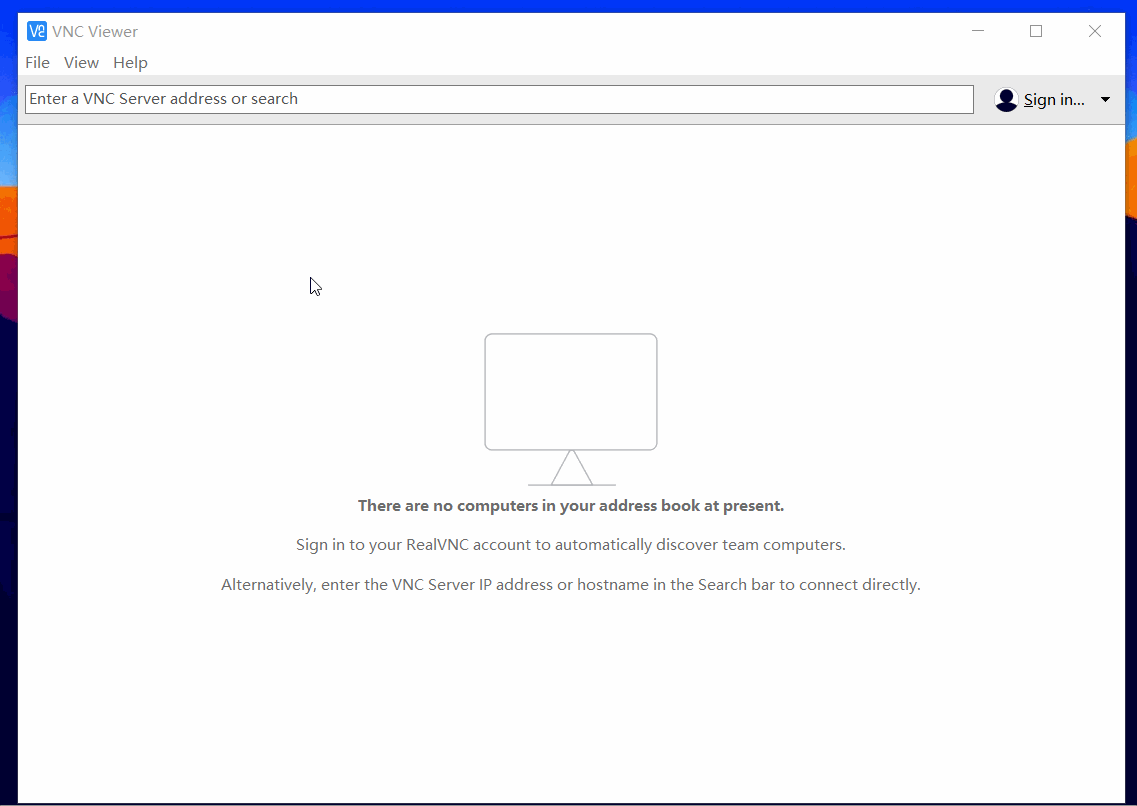 VNC Viewer
File View Help
Enter a VNC Server address or search
Sign in...
There are no computers in your address book at present.
Sign in to your RealVNC account to automatically discover team computers.
Alternatively, enter the VNC Server IP address or hostname in the Search bar to connect directly.